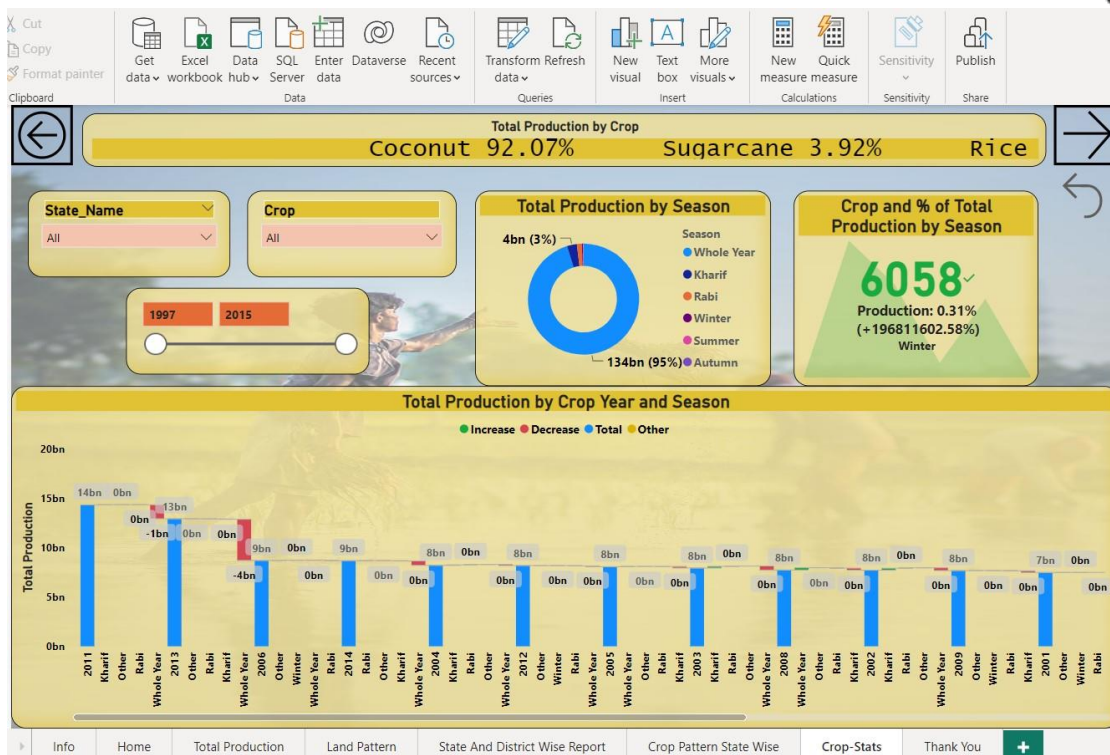 Cut
Copy
Format painter
Clipboard
Get data
Excel workbook
Data hub
SQL Server
Enter data
Dataverse
Recent sources
Data
Transform data
Refresh
Queries
New visual
Text box
More visuals
Insert
New measure
Quick measure
Calculations
Sensitivity
Sensitivity
Publish
Share
Total Production by Crop
Coconut 92.07% Sugarcane 3.92% Rice
State_Name
All
Crop
All
1997 2015
Total Production by Season
4bn (3%)
134bn (95%)
Season
Whole Year
Kharif
Rabi
Winter
Summer
Autumn
Crop and % of Total
Production by Season
6058
Production: 0.31%
(+196811602.58%)
Winter
Total Production by Crop Year and Season
Increase Decrease Total Other
Total Production
20bn
15bn
10bn
5bn
0bn
14bn 0bn 0bn -1bn 13bn 0bn 0bn -4bn 9bn 0bn 0bn 9bn 0bn 0bn 8bn 0bn 0bn 8bn 0bn 0bn 0bn 8bn 0bn 0bn 8bn 0bn 0bn 8bn 0bn 0bn 8bn 0bn 0bn 8bn 0bn 0bn 0bn 7bn 0bn 0bn
2011 Kharif Other Rabi Whole Year 2013 Other Rabi Kharif Whole Year 2006 Other Winter Kharif Rabi Whole Year 2014 Rabi Other Kharif Whole Year 2004 Kharif Rabi Other Whole Year 2012 Other Winter Rabi Kharif 2005 Kharif Winter Rabi Other 2003 Kharif Rabi Other Whole Year 2008 Whole Year Other Rabi Kharif 2002 Kharif Rabi Other Whole Year 2009 Other Winter Rabi Kharif 2001 Other Winter Rabi
Info
Home
Total Production
Land Pattern
State And District Wise Report
Crop Pattern State Wise
Crop-Stats
Thank You
+